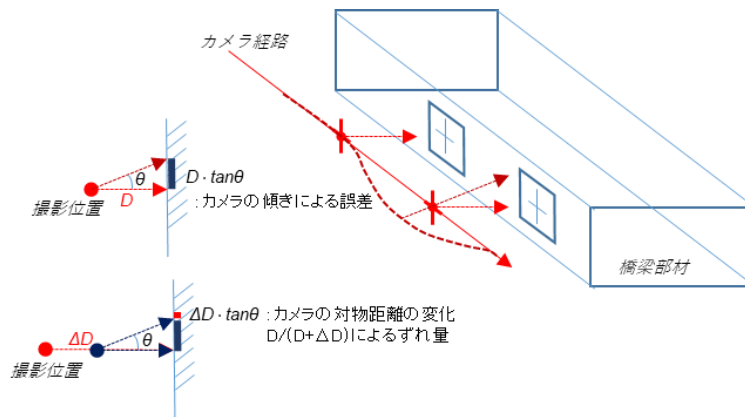 カメラ経路
θ
D・tanθ
D
:カメラの傾きによる誤差
撮影位置
橋梁部材
ΔD・tanθ:カメラの対物距離の変化
D/(D+△D)によるずれ量
ΔD
θ
撮影位置